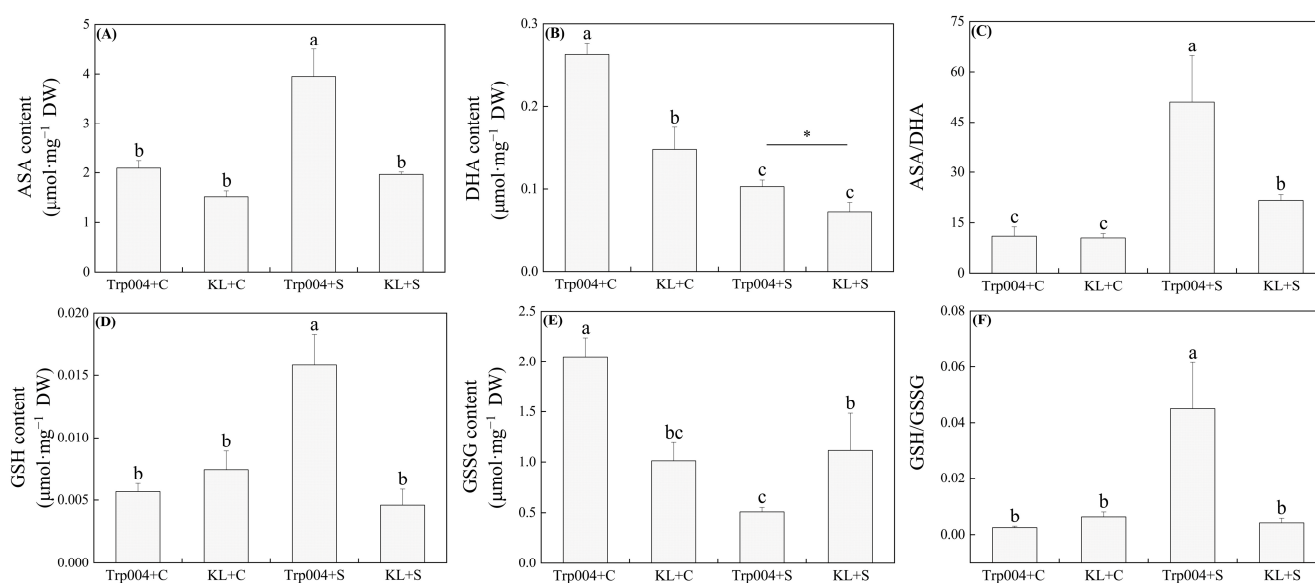 (A)
ASA content
(μmol·mg⁻¹ DW)
5
4
3
2
1
0
b
b
a
b
Trp004+C KL+C Trp004+S KL+S
(B)
DHA content
(μmol·mg⁻¹ DW)
0.3
0.2
0.1
0.0
a
b
c
*
c
Trp004+C KL+C Trp004+S KL+S
(C)
ASA/DHA
75
60
45
30
15
0
c
c
a
b
Trp004+C KL+C Trp004+S KL+S
(D)
GSH content
(μmol·mg⁻¹ DW)
0.020
0.015
0.010
0.005
0.000
b
b
a
b
Trp004+C KL+C Trp004+S KL+S
(E)
GSSG content
(μmol·mg⁻¹ DW)
2.5
2.0
1.5
1.0
0.5
0.0
a
bc
c
b
Trp004+C KL+C Trp004+S KL+S
(F)
GSH/GSSG
0.08
0.06
0.04
0.02
0.00
b
b
a
b
Trp004+C KL+C Trp004+S KL+S